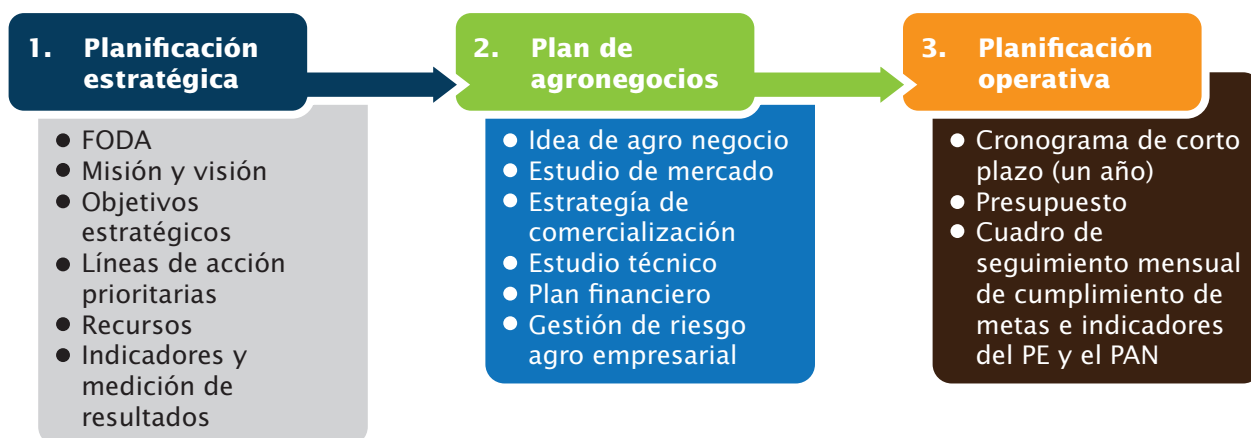 1. Planificación
estratégica
● FODA
● Misión y visión
● Objetivos
estratégicos
● Líneas de acción
prioritarias
● Recursos
● Indicadores y
medición de
resultados
2. Plan de
agronegocios
● Idea de agro negocio
● Estudio de mercado
● Estrategía de
comercialización
● Estudio técnico
● Plan financiero
● Gestión de riesgo
agro empresarial
3. Planificación
operativa
● Cronograma de corto
plazo (un año)
● Presupuesto
● Cuadro de
seguimiento mensual
de cumplimiento de
metas e indicadores
del PE y el PAN